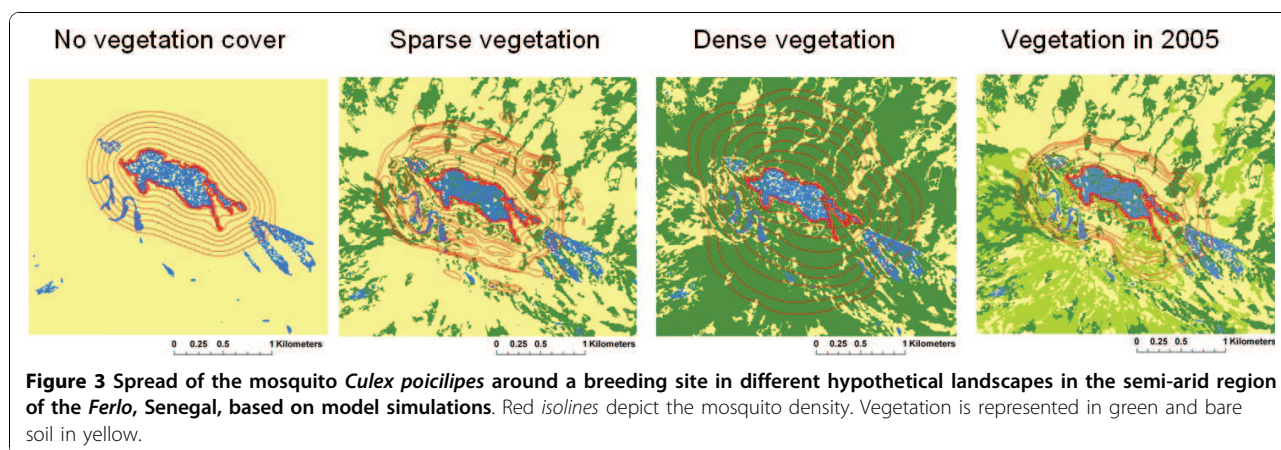 No vegetation cover
Sparse vegetation
Dense vegetation
Vegetation in 2005
0 0.25 0.5 1 Kilometers
0 0.25 0.5 1 Kilometers
0 0.25 0.5 1 Kilometers
0 0.25 0.5 1 Kilometers
Figure 3 Spread of the mosquito Culex poicilipes around a breeding site in different hypothetical landscapes in the semi-arid region
of the Ferlo, Senegal, based on model simulations. Red isolines depict the mosquito density. Vegetation is represented in green and bare
soil in yellow.